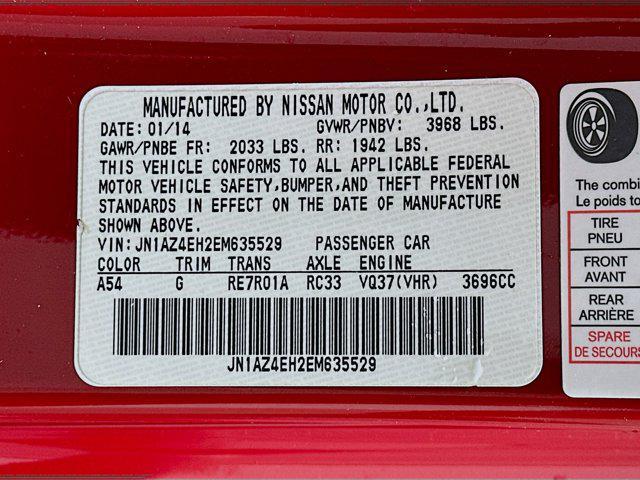 MANUFACTURED BY NISSAN MOTOR CO.,LTD.
DATE: 01/14 GVWR/PNBV: 3968 LBS.
GAWR/PNBE FR: 2033 LBS. RR: 1942 LBS.
THIS VEHICLE CONFORMS TO ALL APPLICABLE FEDERAL
MOTOR VEHICLE SAFETY,BUMPER,AND THEFT PREVENTION
STANDARDS IN EFFECT ON THE DATE OF MANUFACTURE
SHOWN ABOVE.
VIN: JN1AZ4EH2EM635529 PASSENGER CAR
COLOR TRIM TRANS AXLE ENGINE
A54 G RE7R01A RC33 VQ37(VHR) 3696CC
JN1AZ4EH2EM635529
The combi
Le poids to
TIRE
PNEU
FRONT
AVANT
REAR
ARRIÈRE
SPARE
DE SECOURS